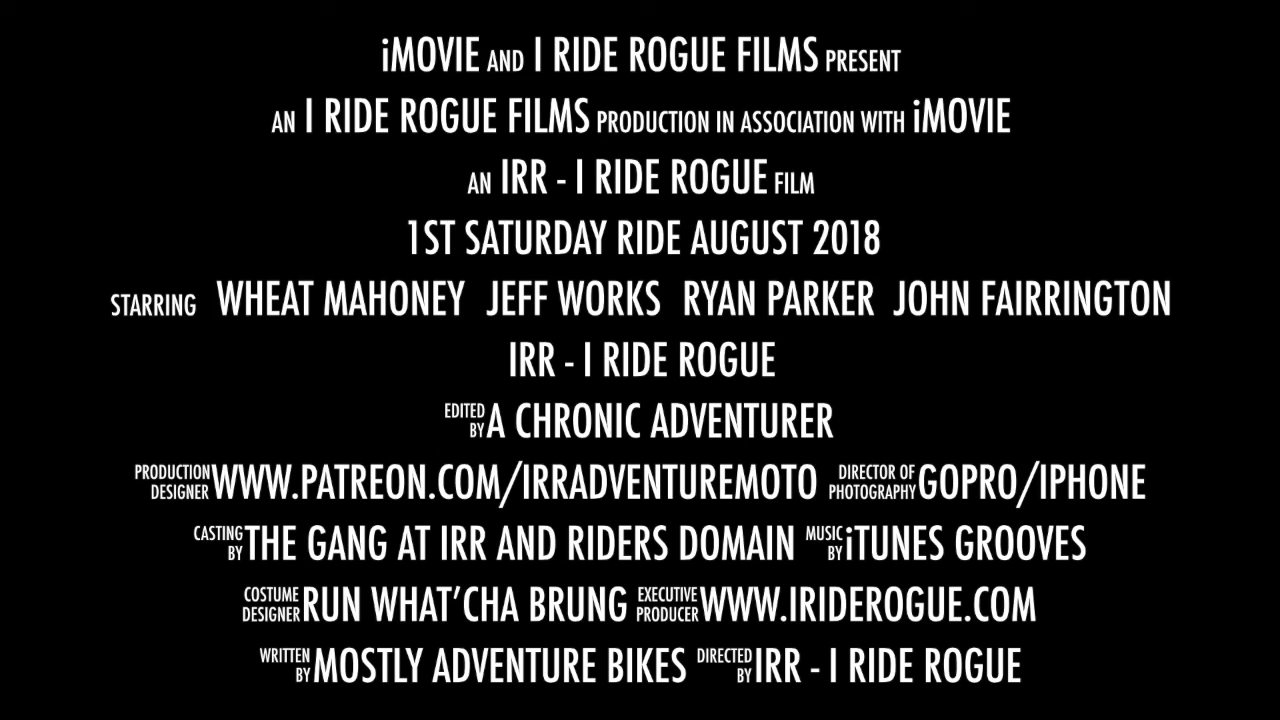 iMOVIE AND I RIDE ROGUE FILMS PRESENT
AN I RIDE ROGUE FILMS PRODUCTION IN ASSOCIATION WITH iMOVIE
AN IRR - I RIDE ROGUE FILM
1ST SATURDAY RIDE AUGUST 2018
STARRING WHEAT MAHONEY JEFF WORKS RYAN PARKER JOHN FAIRRINGTON
IRR - I RIDE ROGUE
EDITED BY A CHRONIC ADVENTURER
PRODUCTION DESIGNER WWW.PATREON.COM/IRRADVENTUREMOTO DIRECTOR OF PHOTOGRAPHY GOPRO/IPHONE
CASTING BY THE GANG AT IRR AND RIDERS DOMAIN MUSIC BY iTUNES GROOVES
COSTUME DESIGNER RUN WHAT'CHA BRUNG EXECUTIVE PRODUCER WWW.IRIDEROGUE.COM
WRITTEN BY MOSTLY ADVENTURE BIKES DIRECTED BY IRR - I RIDE ROGUE